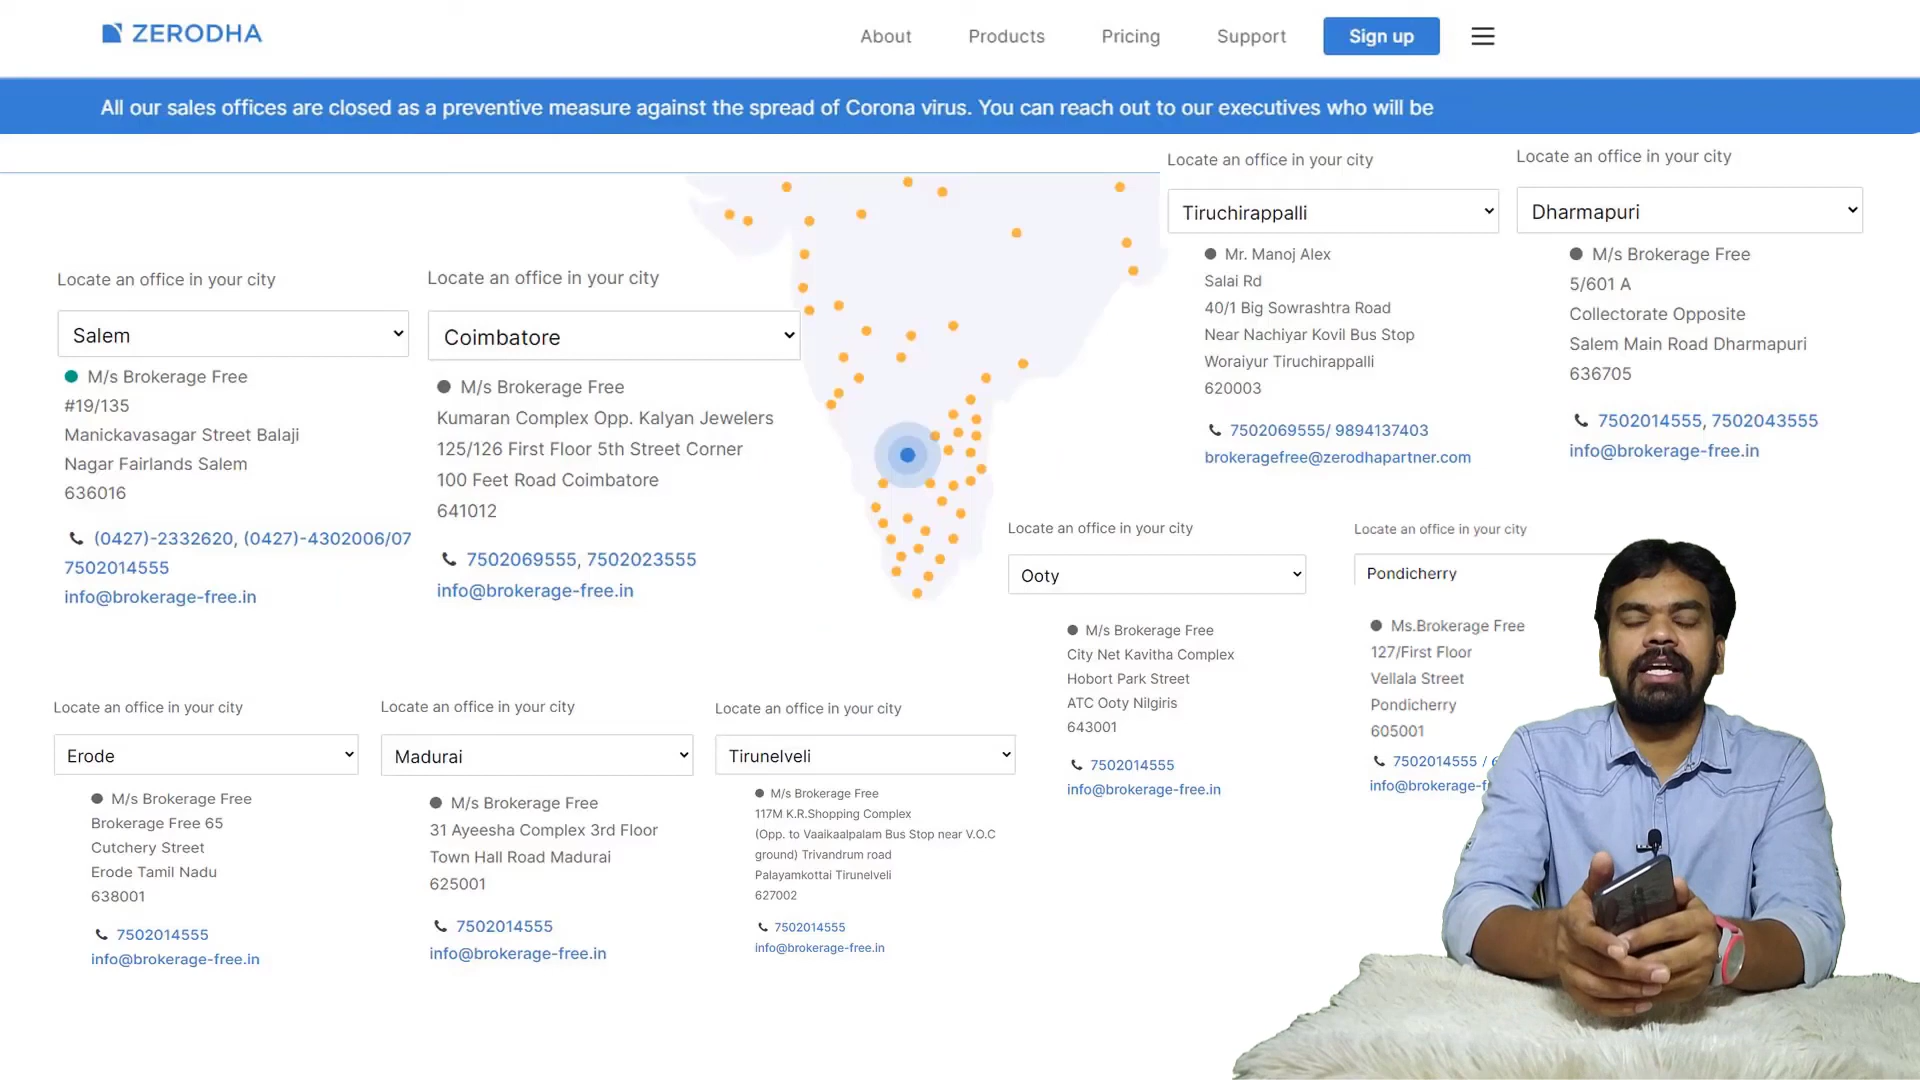 ZERODHA
About
Products
Pricing
Support
Sign up
All our sales offices are closed as a preventive measure against the spread of Corona virus. You can reach out to our executives who will be
Locate an office in your city
Salem
M/s Brokerage Free
#19/135
Manickavasagar Street Balaji
Nagar Fairlands Salem
636016
(0427)-2332620, (0427)-4302006/07
7502014555
info@brokerage-free.in
Locate an office in your city
Coimbatore
M/s Brokerage Free
Kumaran Complex Opp. Kalyan Jewelers
125/126 First Floor 5th Street Corner
100 Feet Road Coimbatore
641012
7502069555, 7502023555
info@brokerage-free.in
Locate an office in your city
Tiruchirappalli
Mr. Manoj Alex
Salai Rd
40/1 Big Sowrashtra Road
Near Nachiyar Kovil Bus Stop
Woraiyur Tiruchirappalli
620003
7502069555/ 9894137403
brokeragefree@zerodhapartner.com
Locate an office in your city
Dharmapuri
M/s Brokerage Free
5/601 A
Collectorate Opposite
Salem Main Road Dharmapuri
636705
7502014555, 7502043555
info@brokerage-free.in
Locate an office in your city
Ooty
M/s Brokerage Free
City Net Kavitha Complex
Hobort Park Street
ATC Ooty Nilgiris
643001
7502014555
info@brokerage-free.in
Locate an office in your city
Pondicherry
Ms.Brokerage Free
127/First Floor
Vellala Street
Pondicherry
605001
7502014555 /
info@brokerage-f
Locate an office in your city
Erode
M/s Brokerage Free
Brokerage Free 65
Cutchery Street
Erode Tamil Nadu
638001
7502014555
info@brokerage-free.in
Locate an office in your city
Madurai
M/s Brokerage Free
31 Ayeesha Complex 3rd Floor
Town Hall Road Madurai
625001
7502014555
info@brokerage-free.in
Locate an office in your city
Tirunelveli
M/s Brokerage Free
117M K.R.Shopping Complex
(Opp. to Vaaikaalpalam Bus Stop near V.O.C
ground) Trivandrum road
Palayamkottai Tirunelveli
627002
7502014555
info@brokerage-free.in